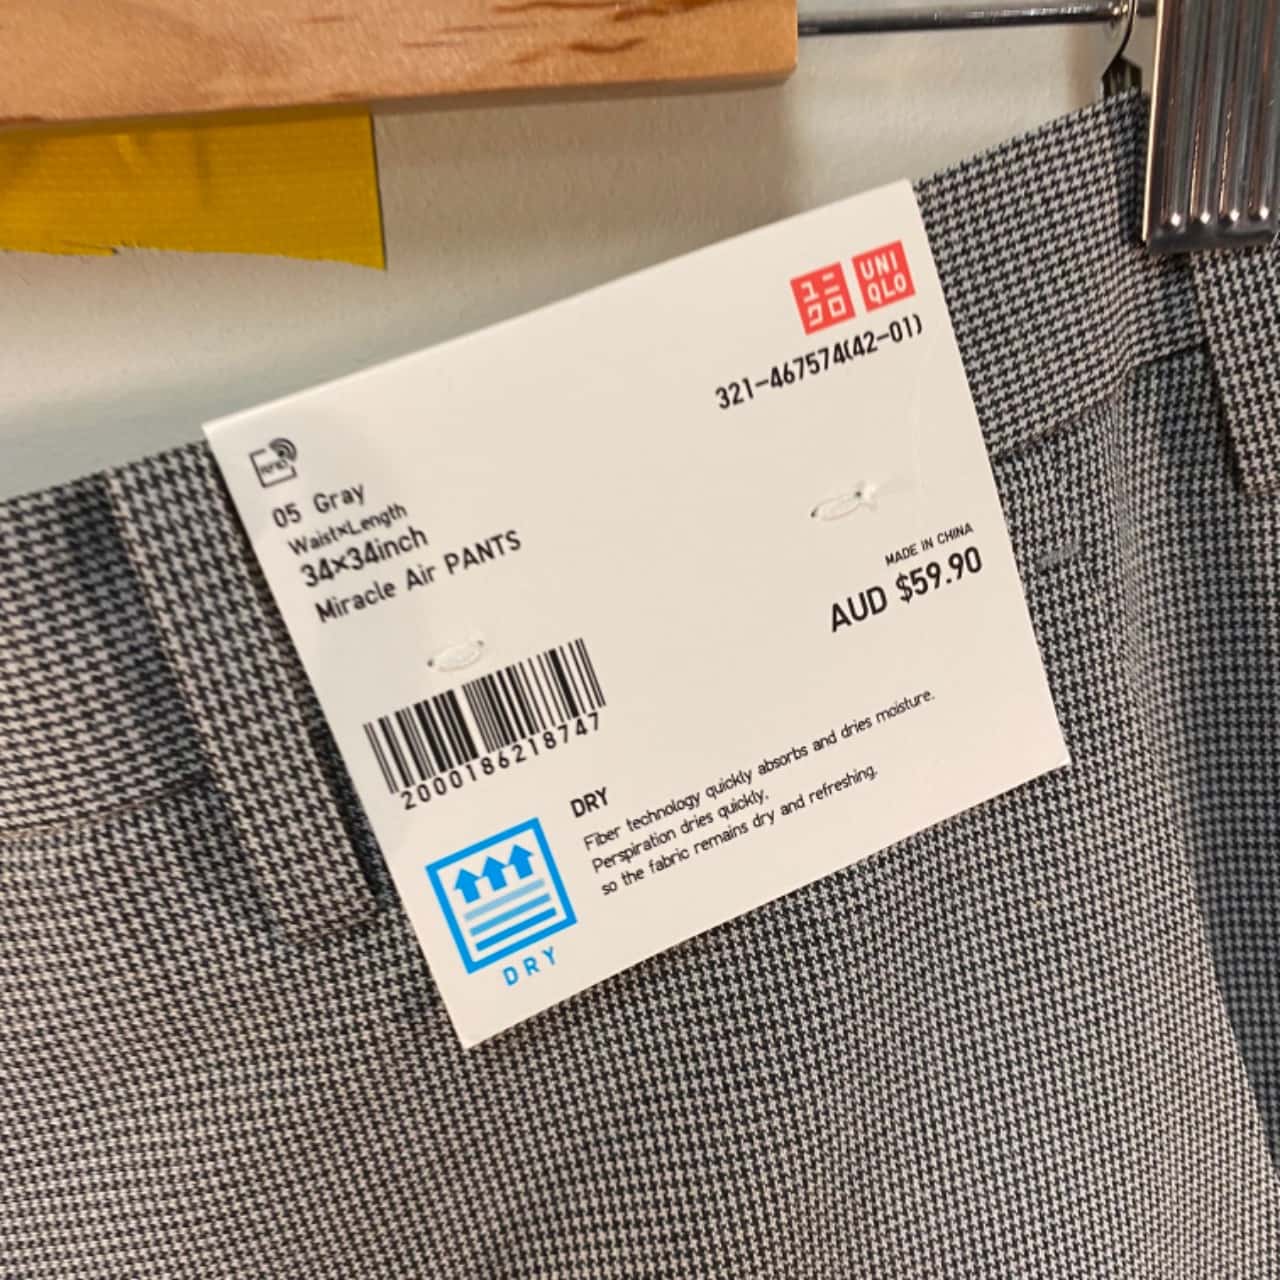 ユニ
クロ
UNI
QLO
321-467574(42-01)
RFID
05 Gray
Waist×Length
34×34inch
Miracle Air PANTS
MADE IN CHINA
AUD $59.90
2000186218747
DRY
Fiber technology quickly absorbs and dries moisture.
Perspiration dries quickly,
so the fabric remains dry and refreshing.
DRY